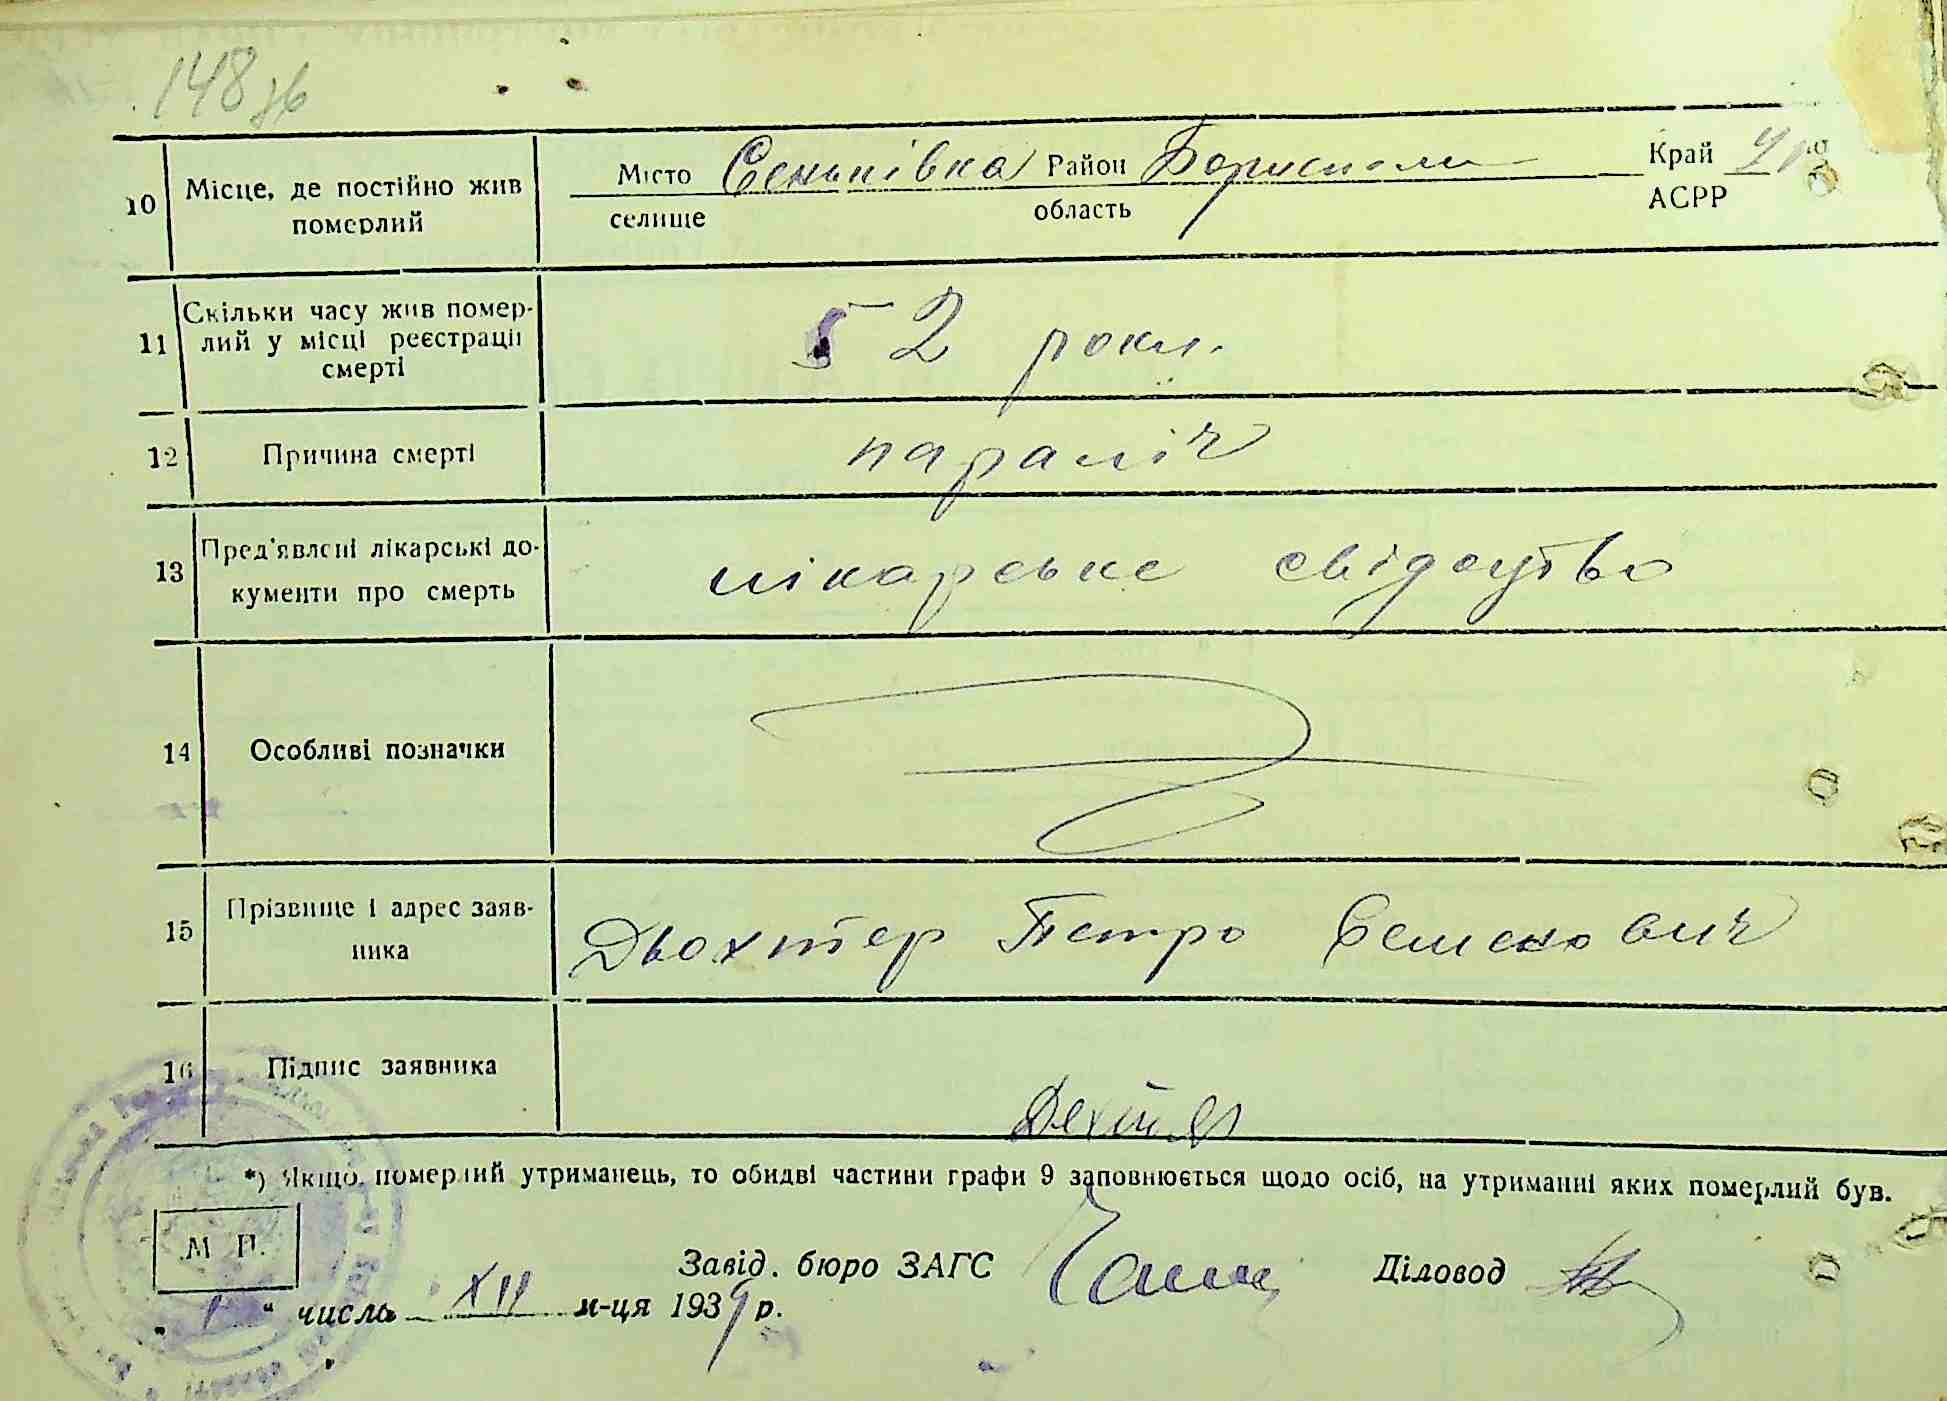 148 зв
10 Місце, де постійно жив померлий
Місто Сеньківка Район Бориспол Край
селище область АСРР
11 Скільки часу жив померлий у місці реєстрації смерті
52 роки.
12 Причина смерті
параліч
13 Пред'явлені лікарські документи про смерть
лікарське свідоцтво
14 Особливі позначки
15 Прізвище і адрес заявника
Дьохтер Петро Семенович
16 Підпис заявника
*) Якщо померлий утриманець, то обидві частини графи 9 заповнюється щодо осіб, на утриманні яких померлий був.
М П.
Завід. бюро ЗАГС Діловод
„ 1 “ числа XII м-ця 1939 р.